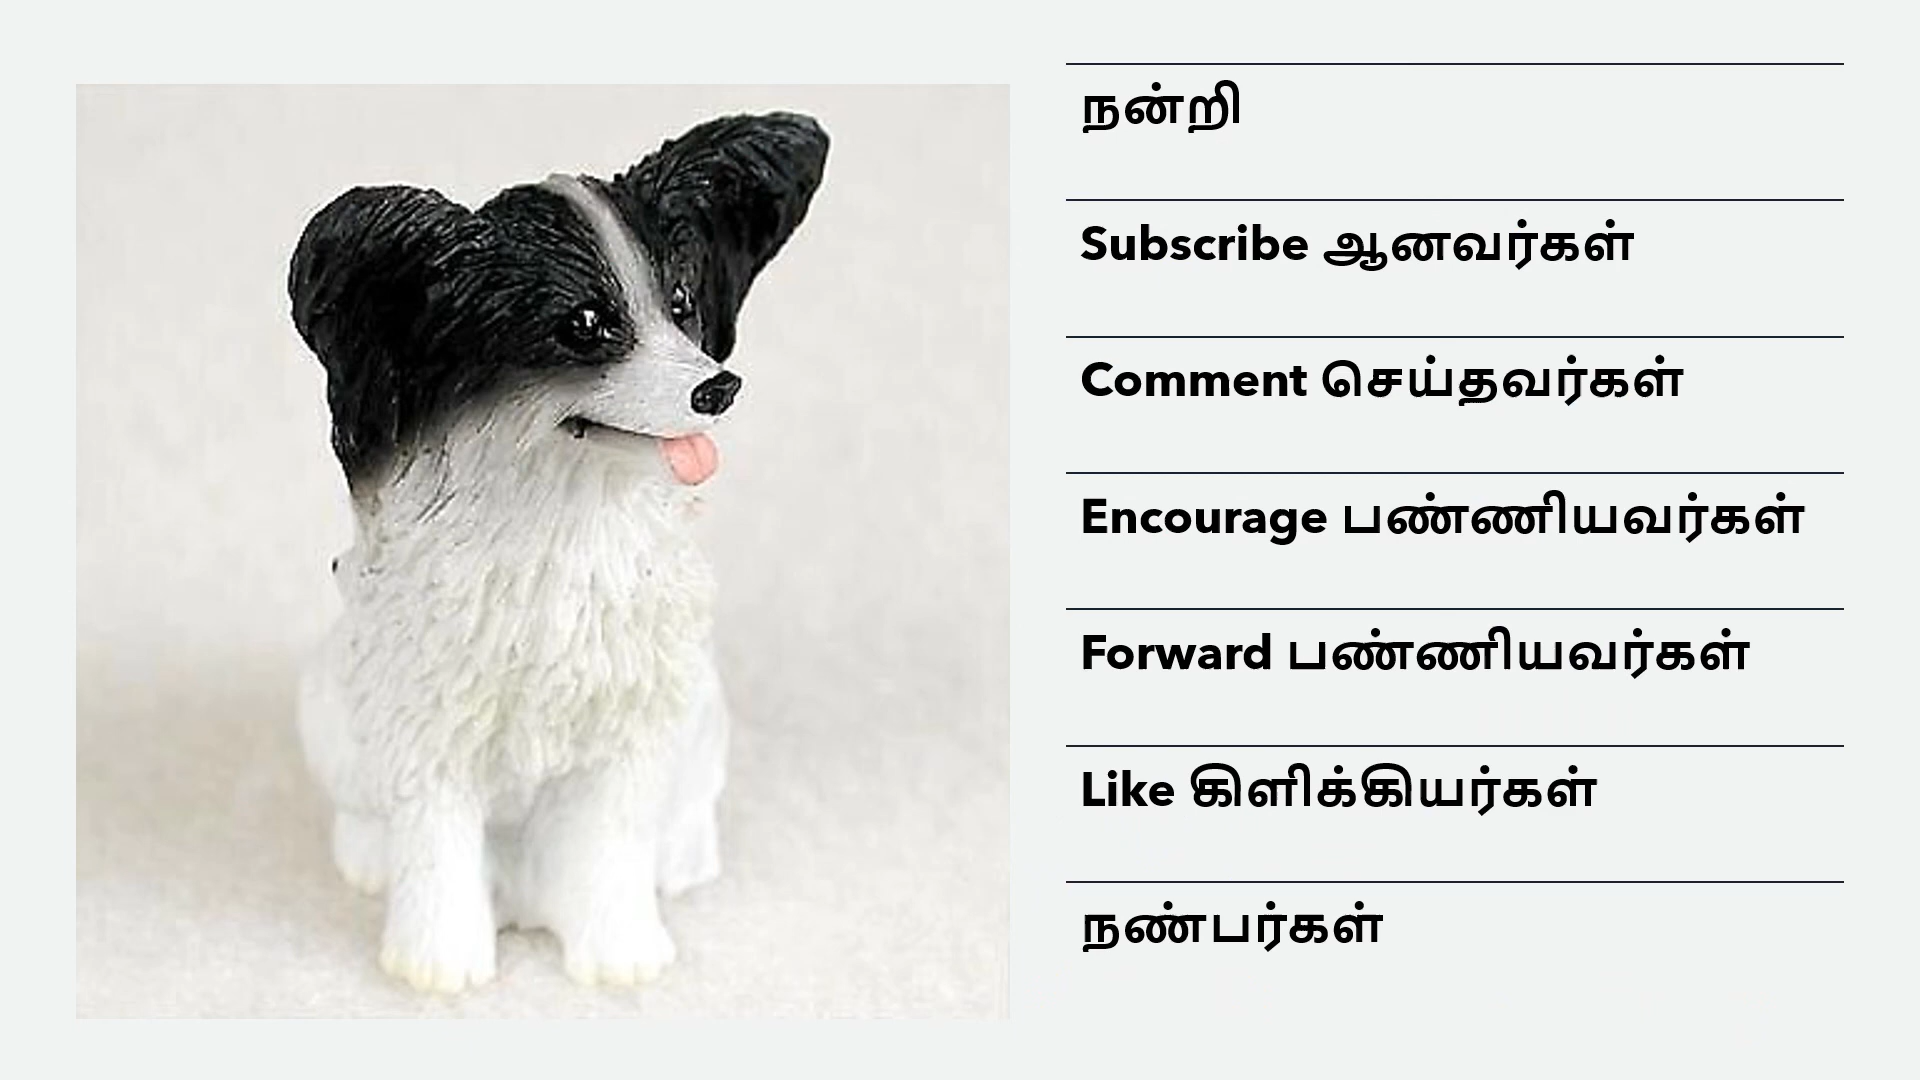 நன்றி
Subscribe ஆனவர்கள்
Comment செய்தவர்கள்
Encourage பண்ணியவர்கள்
Forward பண்ணியவர்கள்
Like கிளிக்கியர்கள்
நண்பர்கள்